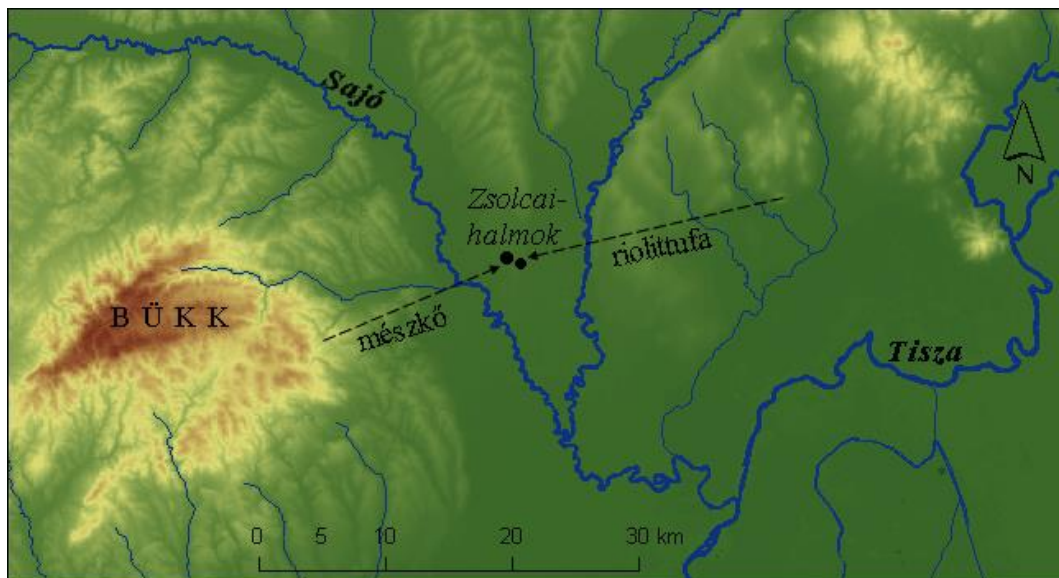 Sajó
Zsolcai-
halmok
N
riolittufa
BÜKK
mészkő
Tisza
0 5 10 20 30 km